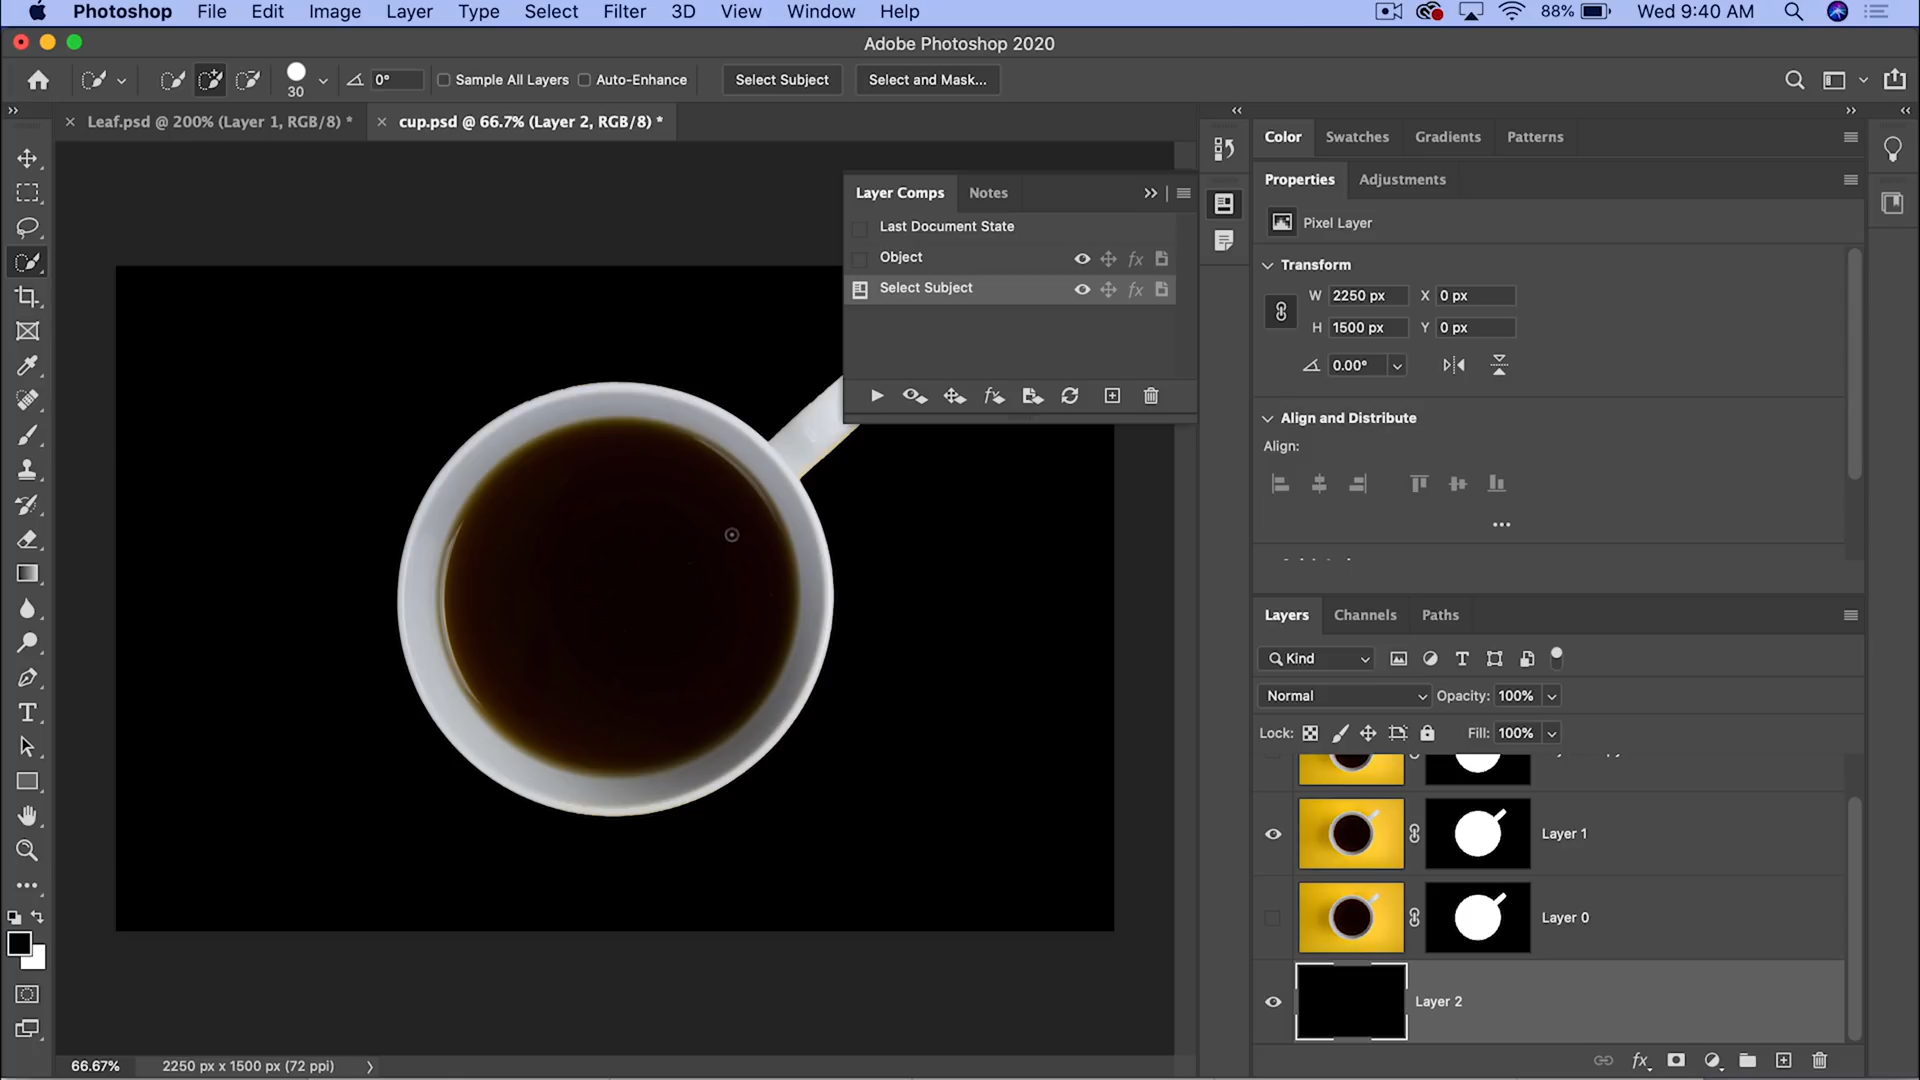 Photoshop File Edit Image Layer Type Select Filter 3D View Window Help 88% Wed 9:40 AM
Adobe Photoshop 2020
30 0° Sample All Layers Auto-Enhance Select Subject Select and Mask...
Leaf.psd @ 200% (Layer 1, RGB/8) * cup.psd @ 66.7% (Layer 2, RGB/8) *
Color Swatches Gradients Patterns
Layer Comps Notes
Last Document State
Object fx
Select Subject fx
Properties Adjustments
Pixel Layer
Transform
W 2250 px X 0 px
H 1500 px Y 0 px
0.00°
Align and Distribute
Align:
Layers Channels Paths
Kind
Normal Opacity: 100%
Lock: Fill: 100%
Layer 1
Layer 0
Layer 2
66.67% 2250 px x 1500 px (72 ppi)